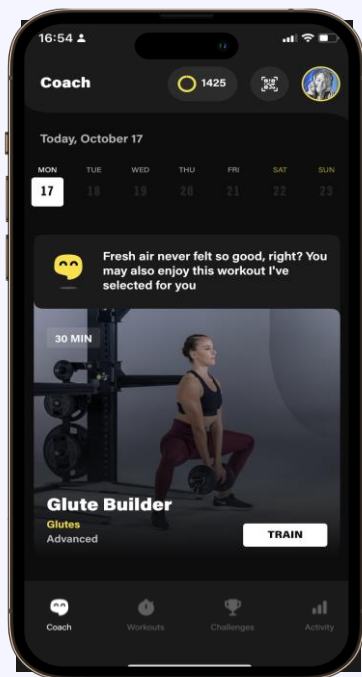 16:54
Coach
1425
Today, October 17
MON TUE WED THU FRI SAT SUN
17 18 19 20 21 22 23
Fresh air never felt so good, right? You
may also enjoy this workout I've
selected for you
30 MIN
Glute Builder
Glutes
Advanced
TRAIN
Coach Workouts Challenges Activity